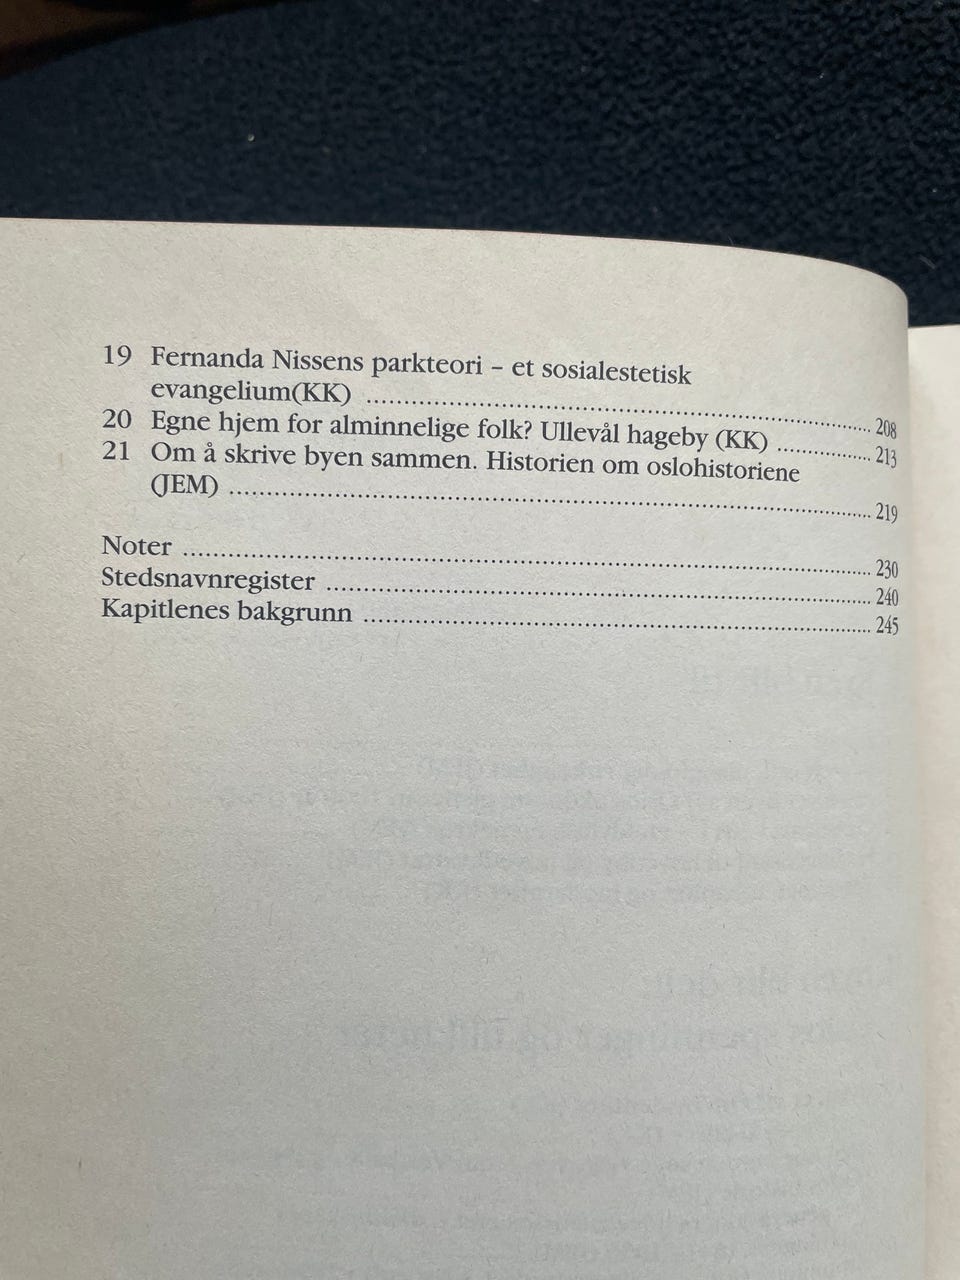 19 Fernanda Nissens parkteori – et sosialestetisk
evangelium(KK) .......... 208
20 Egne hjem for alminnelige folk? Ullevål hageby (KK) .......... 213
21 Om å skrive byen sammen. Historien om oslohistoriene
(JEM) .......... 219
Noter .......... 230
Stedsnavnregister .......... 240
Kapitlenes bakgrunn .......... 245